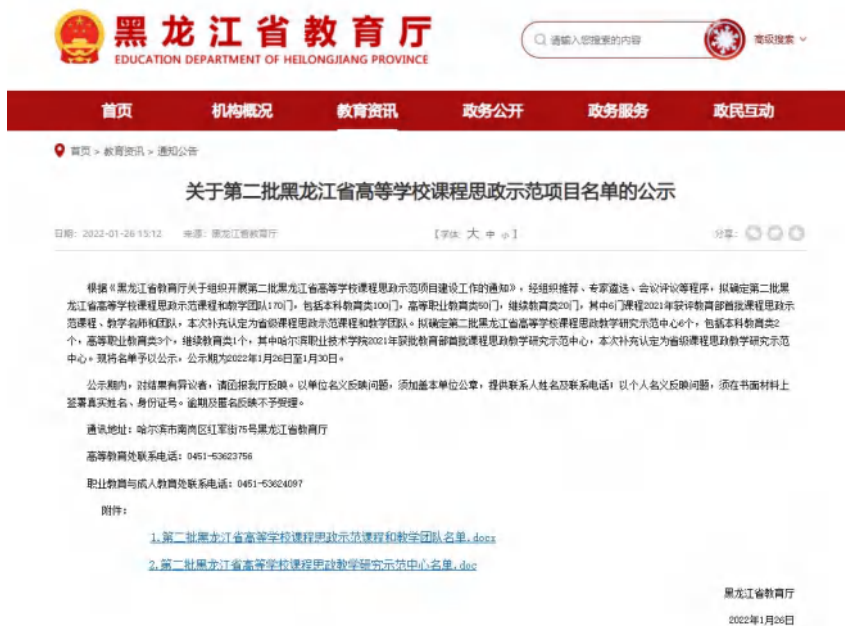 黑龙江省教育厅
EDUCATION DEPARTMENT OF HEILONGJIANG PROVINCE
请输入您搜索的内容
高级搜索
首页 机构概况 教育资讯 政务公开 政务服务 政民互动
首页 > 教育资讯 > 通知公告
关于第二批黑龙江省高等学校课程思政示范项目名单的公示
日期: 2022-01-26 15:12 来源: 黑龙江省教育厅 【字体: 大 中 小】 分享:
根据《黑龙江省教育厅关于组织开展第二批黑龙江省高等学校课程思政示范项目建设工作的通知》，经组织推荐、专家遴选、会议评议等程序，拟确定第二批黑
龙江省高等学校课程思政示范课程和教学团队170门，包括本科教育类100门，高等职业教育类50门，继续教育类20门，其中6门课程2021年获评教育部首批课程思政示
范课程、教学名师和团队，本次补充认定为省级课程思政示范课程和教学团队。拟确定第二批黑龙江省高等学校课程思政教学研究示范中心6个，包括本科教育类2
个，高等职业教育类3个，继续教育类1个，其中哈尔滨职业技术学院2021年获批教育部首批课程思政教学研究示范中心，本次补充认定为省级课程思政教学研究示范
中心。现将名单予以公示，公示期为2022年1月26日至1月30日。
公示期内，对结果有异议者，请函报我厅反映。以单位名义反映问题，须加盖本单位公章，提供联系人姓名及联系电话；以个人名义反映问题，须在书面材料上
签署真实姓名、身份证号。逾期及匿名反映不予受理。
通讯地址：哈尔滨市南岗区红军街75号黑龙江省教育厅
高等教育处联系电话：0451-53623756
职业教育与成人教育处联系电话：0451-53624097
附件：
1.第二批黑龙江省高等学校课程思政示范课程和教学团队名单.docx
2.第二批黑龙江省高等学校课程思政教学研究示范中心名单.doc
黑龙江省教育厅
2022年1月26日